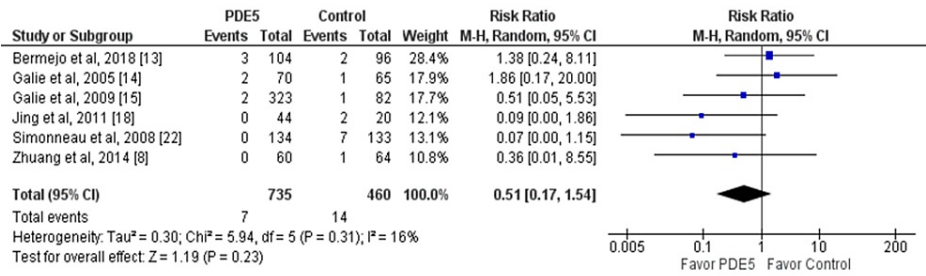 PDE5 Control Risk Ratio Risk Ratio
Study or Subgroup Events Total Events Total Weight M-H, Random, 95% CI M-H, Random, 95% CI
Bermejo et al, 2018 [13] 3 104 2 96 28.4% 1.38 [0.24, 8.11]
Galie et al, 2005 [14] 2 70 1 65 17.9% 1.86 [0.17, 20.00]
Galie et al, 2009 [15] 2 323 1 82 17.7% 0.51 [0.05, 5.53]
Jing et al, 2011 [18] 0 44 2 20 12.1% 0.09 [0.00, 1.86]
Simonneau et al, 2008 [22] 0 134 7 133 13.1% 0.07 [0.00, 1.15]
Zhuang et al, 2014 [8] 0 60 1 64 10.8% 0.36 [0.01, 8.55]
Total (95% CI) 735 460 100.0% 0.51 [0.17, 1.54]
Total events 7 14
Heterogeneity: Tau² = 0.30; Chi² = 5.94, df = 5 (P = 0.31); I² = 16%
Test for overall effect: Z = 1.19 (P = 0.23)
0.005 0.1 1 10 200
Favor PDE5 Favor Control